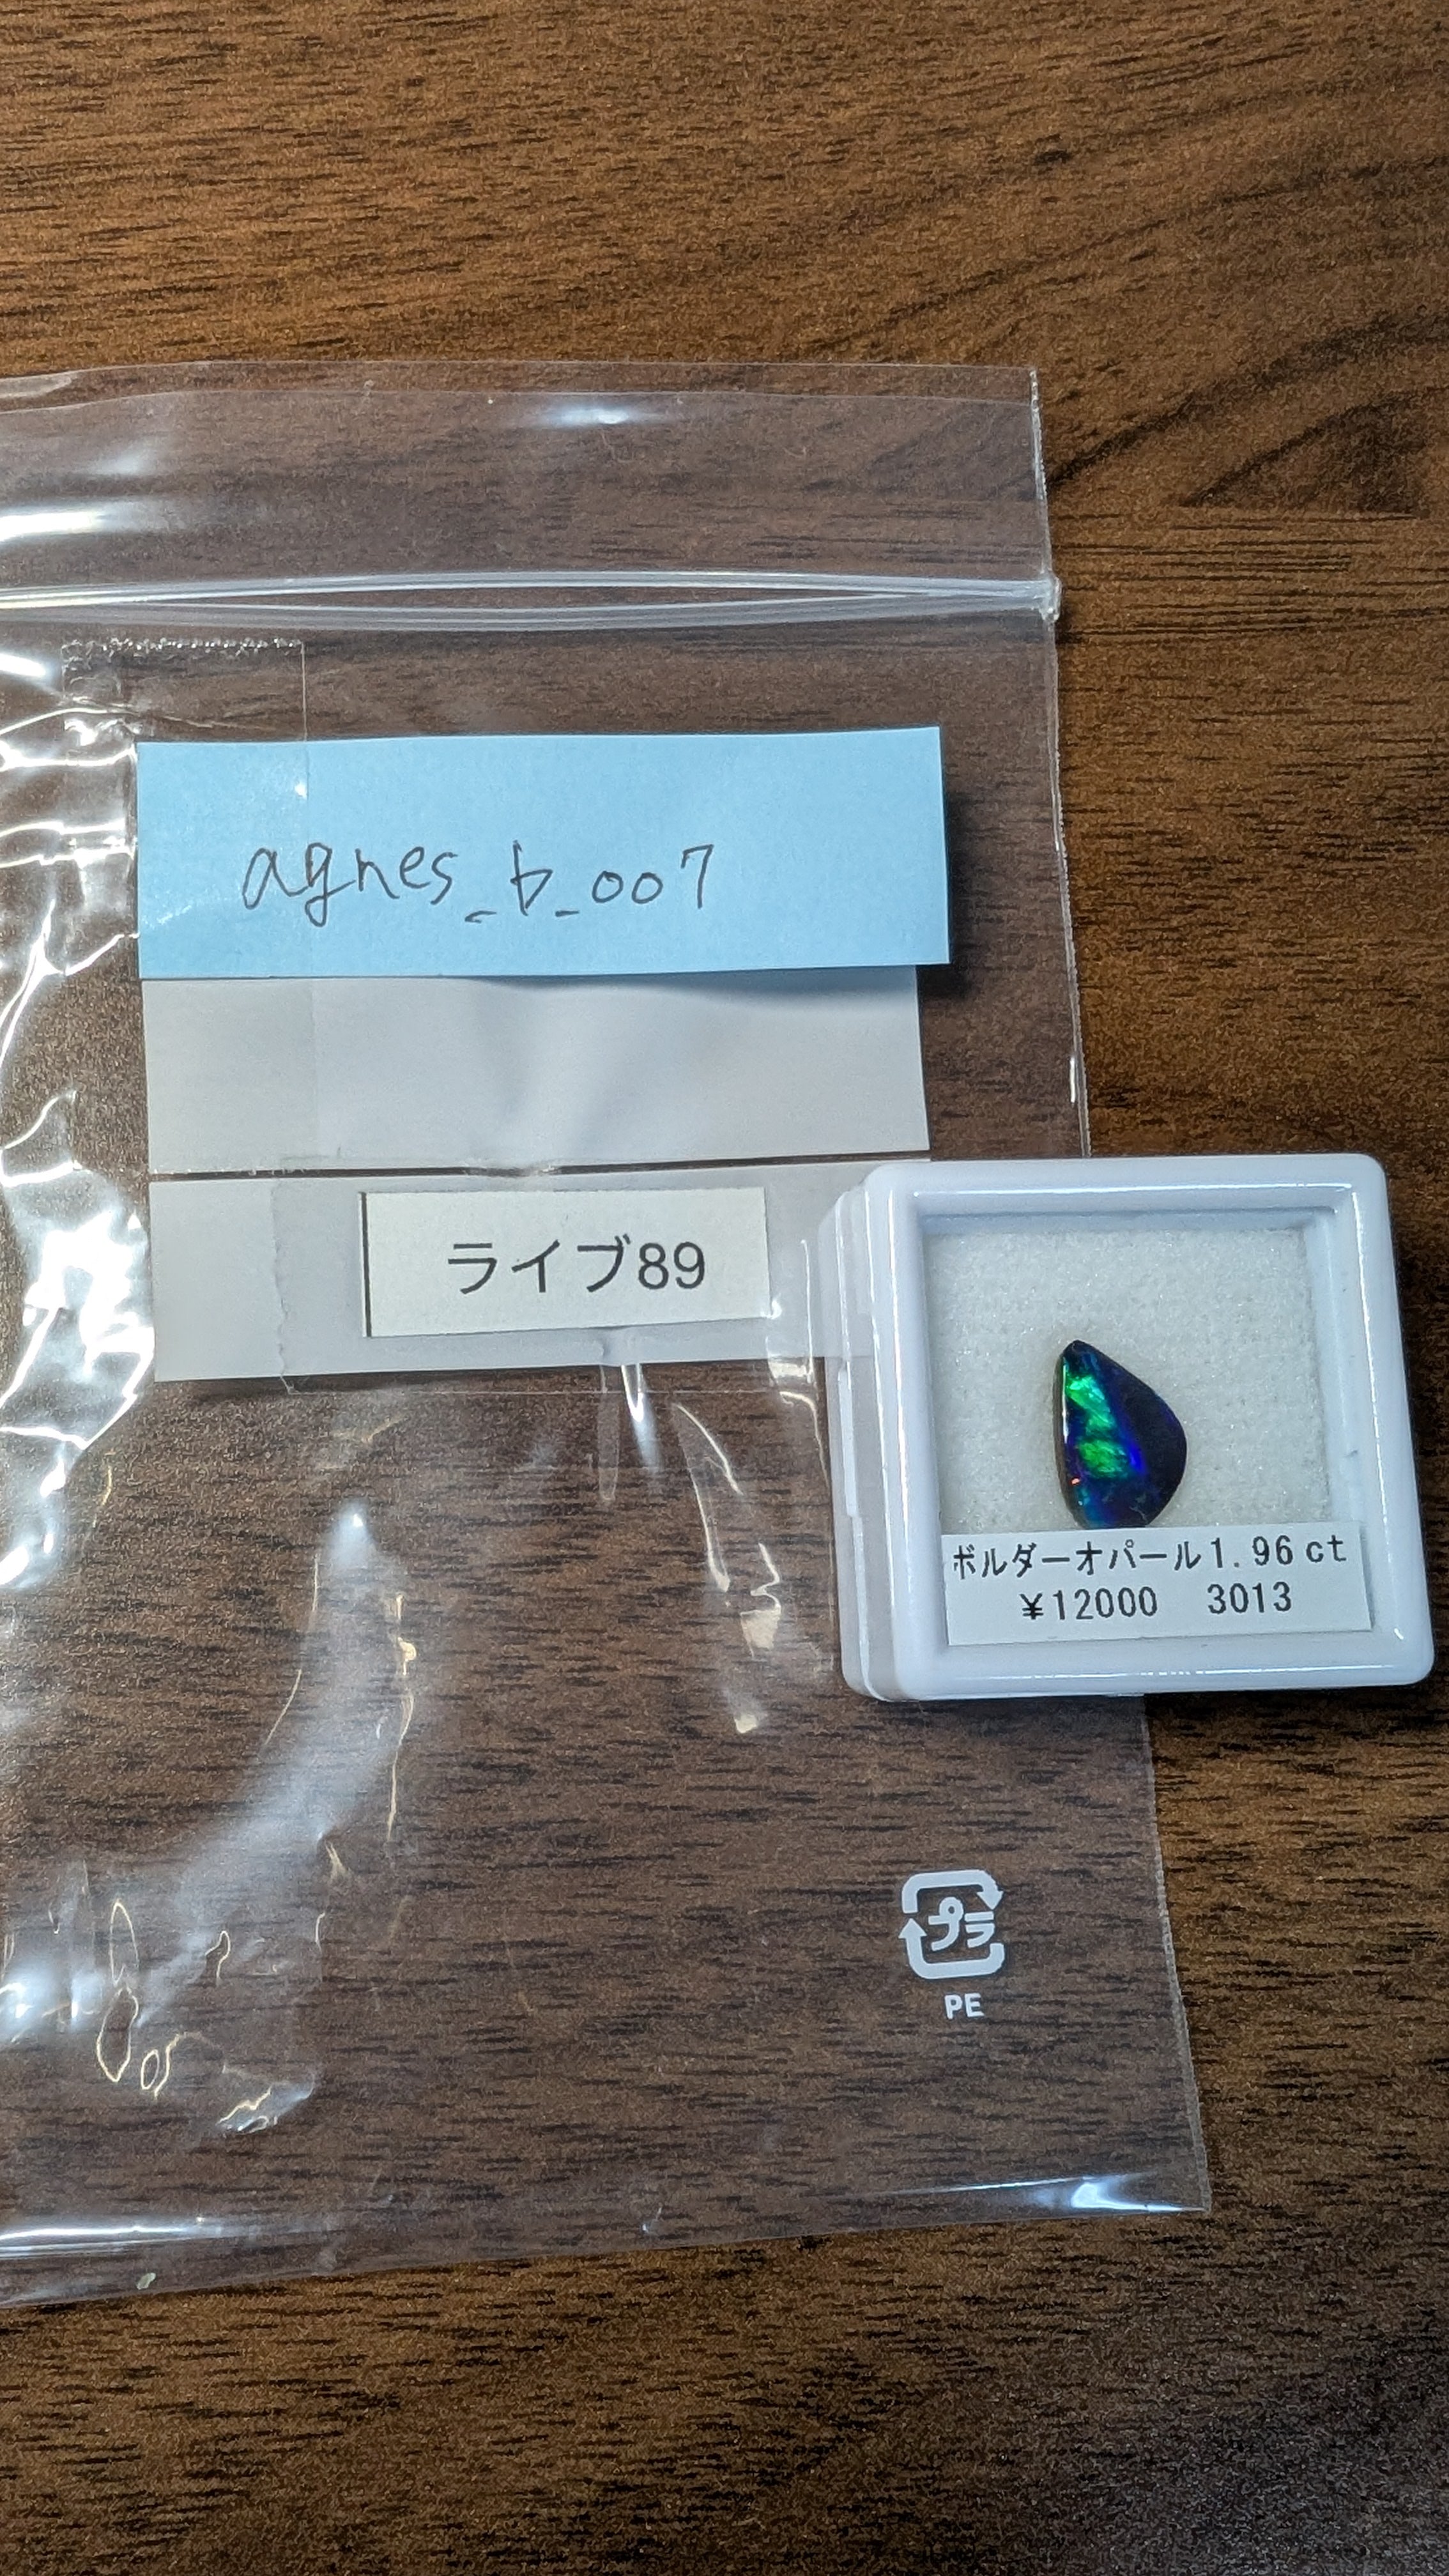 agnes_b_007
ライブ89
ボルダーオパール1.96ct
¥12000 3013
プラ
PE